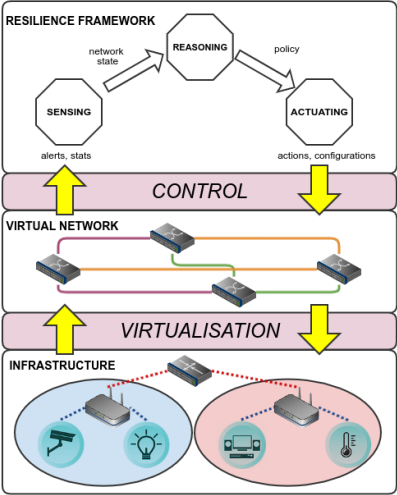 RESILIENCE FRAMEWORK
REASONING
network
state
policy
SENSING
ACTUATING
alerts, stats
actions, configurations
CONTROL
VIRTUAL NETWORK
VIRTUALISATION
INFRASTRUCTURE